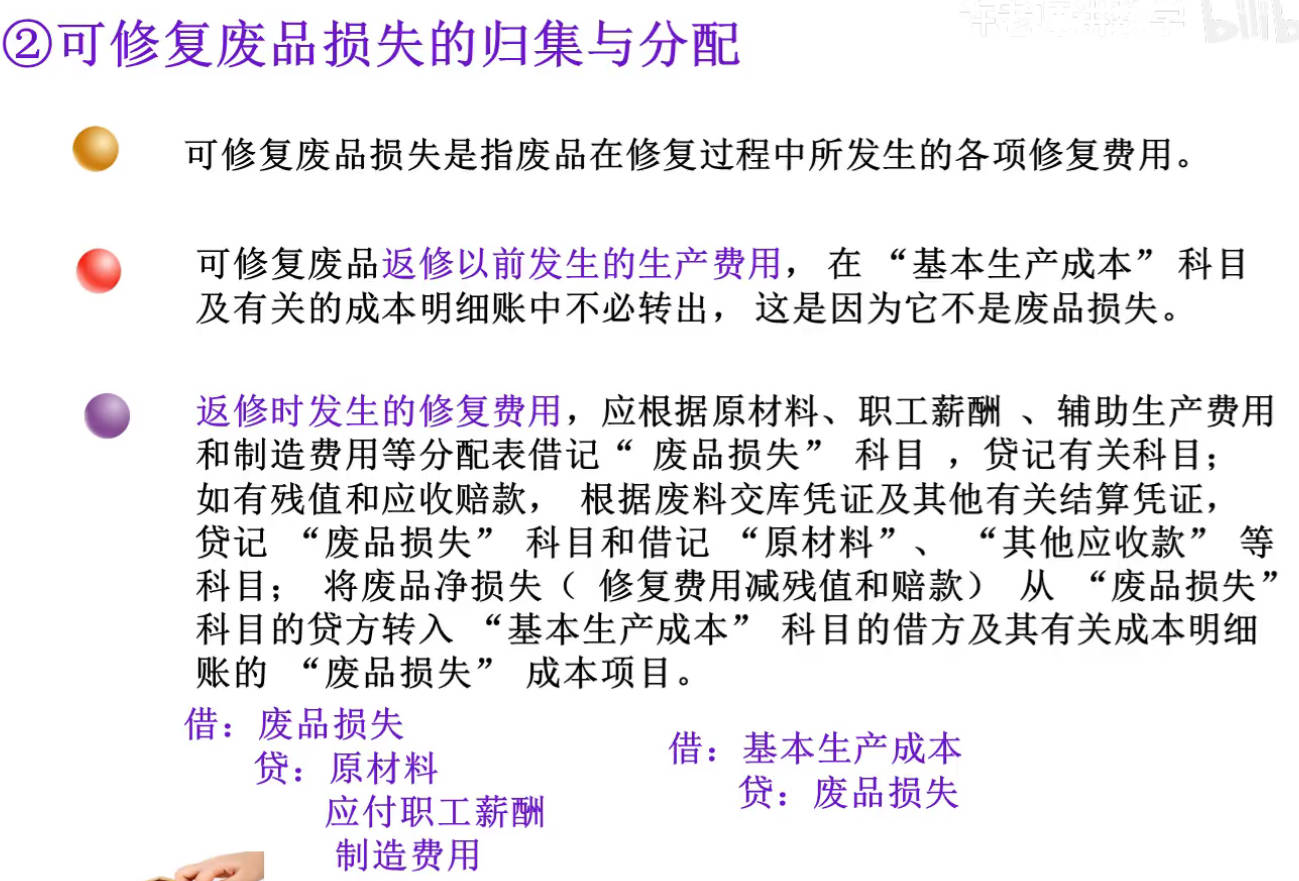 ②可修复废品损失的归集与分配
可修复废品损失是指废品在修复过程中所发生的各项修复费用。
可修复废品返修以前发生的生产费用，在“基本生产成本”科目
及有关的成本明细账中不必转出，这是因为它不是废品损失。
返修时发生的修复费用，应根据原材料、职工薪酬 、辅助生产费用
和制造费用等分配表借记“ 废品损失” 科目 ，贷记有关科目；
如有残值和应收赔款， 根据废料交库凭证及其他有关结算凭证，
贷记 “废品损失” 科目和借记 “原材料”、 “其他应收款” 等
科目； 将废品净损失（ 修复费用减残值和赔款） 从 “废品损失”
科目的贷方转入 “基本生产成本” 科目的借方及其有关成本明细
账的 “废品损失” 成本项目。
借：废品损失
贷：原材料
应付职工薪酬
制造费用
借：基本生产成本
贷：废品损失